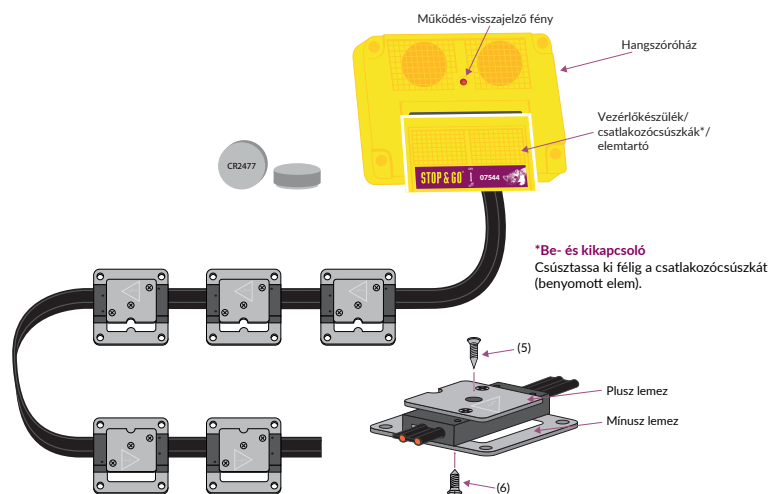 Működés-visszajelző fény
Hangszóróház
Vezérlőkészülék/
csatlakozócsúszkák*/
elemtartó
CR2477
STOP & GO
07544
*Be- és kikapcsoló
Csúsztassa ki félig a csatlakozócsúszkát
(benyomott elem).
(5)
Plusz lemez
Mínusz lemez
(6)